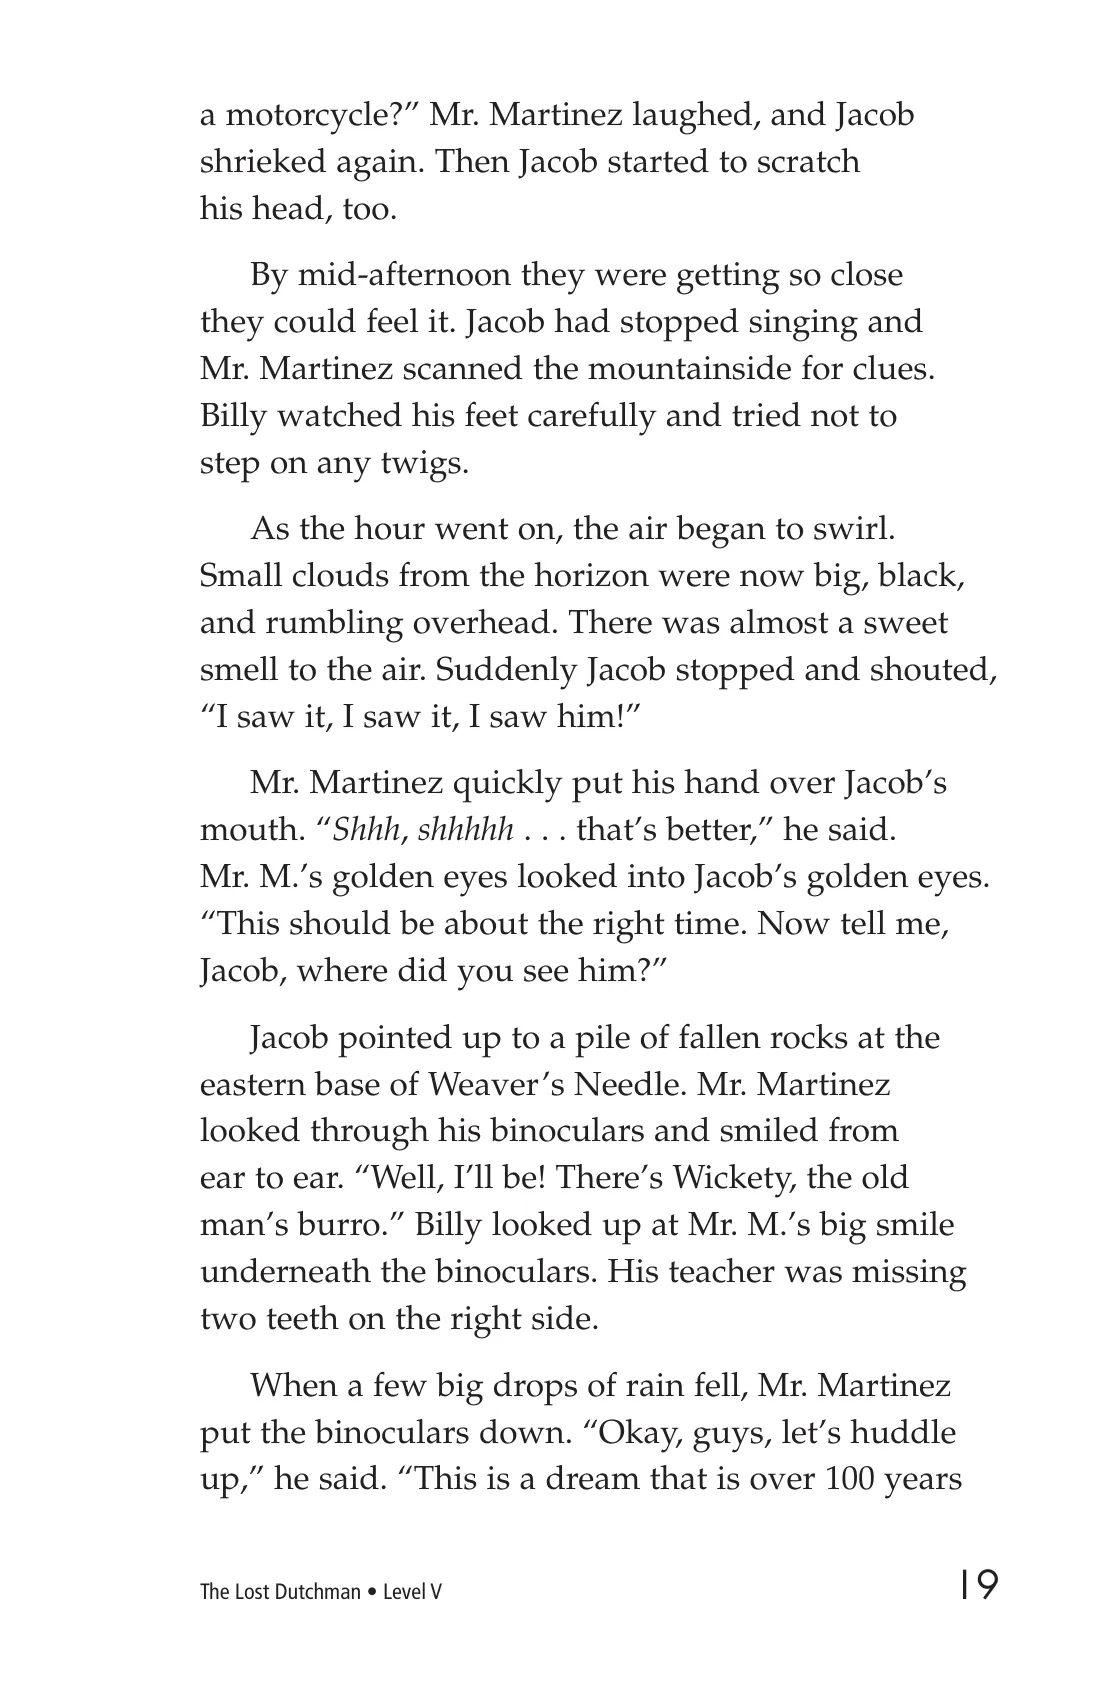 a motorcycle?” Mr. Martinez laughed, and Jacob
shrieked again. Then Jacob started to scratch
his head, too.
By mid-afternoon they were getting so close
they could feel it. Jacob had stopped singing and
Mr. Martinez scanned the mountainside for clues.
Billy watched his feet carefully and tried not to
step on any twigs.
As the hour went on, the air began to swirl.
Small clouds from the horizon were now big, black,
and rumbling overhead. There was almost a sweet
smell to the air. Suddenly Jacob stopped and shouted,
“I saw it, I saw it, I saw him!”
Mr. Martinez quickly put his hand over Jacob’s
mouth. “Shhh, shhhhh . . . that’s better,” he said.
Mr. M.’s golden eyes looked into Jacob’s golden eyes.
“This should be about the right time. Now tell me,
Jacob, where did you see him?”
Jacob pointed up to a pile of fallen rocks at the
eastern base of Weaver’s Needle. Mr. Martinez
looked through his binoculars and smiled from
ear to ear. “Well, I’ll be! There’s Wickety, the old
man’s burro.” Billy looked up at Mr. M.’s big smile
underneath the binoculars. His teacher was missing
two teeth on the right side.
When a few big drops of rain fell, Mr. Martinez
put the binoculars down. “Okay, guys, let’s huddle
up,” he said. “This is a dream that is over 100 years
The Lost Dutchman • Level V
19